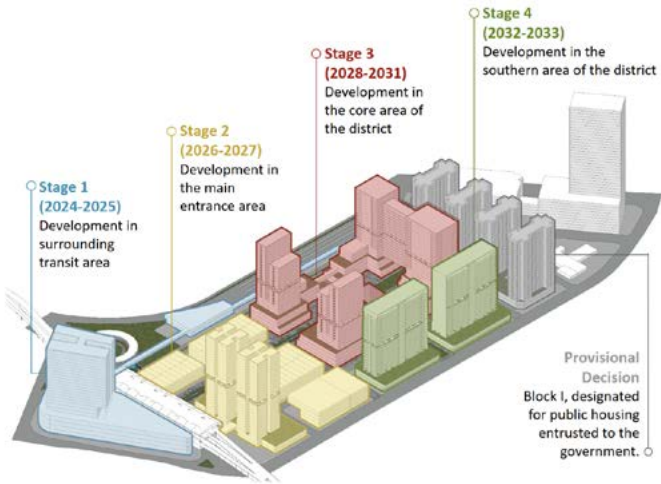 Stage 4
(2032-2033)
Development in the
southern area of the district
Stage 3
(2028-2031)
Development in
the core area of
the district
Stage 2
(2026-2027)
Development in
the main
entrance area
Stage 1
(2024-2025)
Development in
surrounding
transit area
Provisional
Decision
Block I, designated
for public housing
entrusted to the
government.